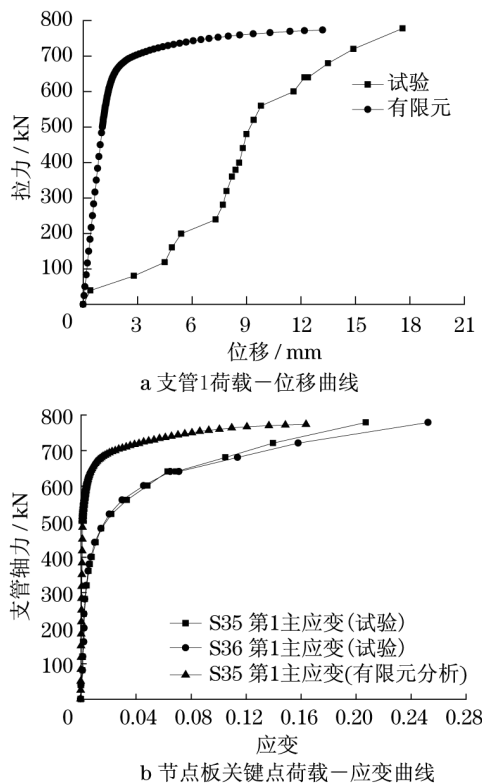 800
700
600
500
400
300
200
100
0
拉力/kN
试验
有限元
3 6 9 12 15 18 21
位移/mm
a 支管1荷载-位移曲线
800
700
600
500
400
300
200
100
0
支管轴力/kN
S35 第1主应变(试验)
S36 第1主应变(试验)
S35 第1主应变(有限元分析)
0.04 0.08 0.12 0.16 0.20 0.24 0.28
应变
b 节点板关键点荷载-应变曲线